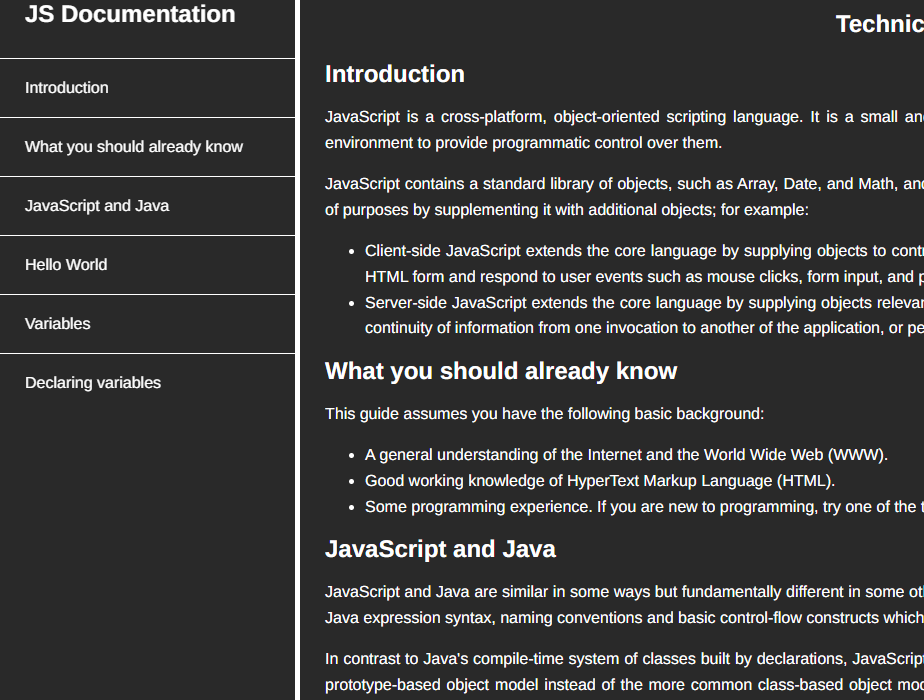 JS Documentation
Introduction
What you should already know
JavaScript and Java
Hello World
Variables
Declaring variables
Introduction
JavaScript is a cross-platform, object-oriented scripting language. It is a small
environment to provide programmatic control over them.
JavaScript contains a standard library of objects, such as Array, Date, and Math,
of purposes by supplementing it with additional objects; for example:
• Client-side JavaScript extends the core language by supplying objects to
HTML form and respond to user events such as mouse clicks, form input, and
• Server-side JavaScript extends the core language by supplying objects
continuity of information from one invocation to another of the application, or
What you should already know
This guide assumes you have the following basic background:
• A general understanding of the Internet and the World Wide Web (WWW).
• Good working knowledge of HyperText Markup Language (HTML).
• Some programming experience. If you are new to programming, try one of the
JavaScript and Java
JavaScript and Java are similar in some ways but fundamentally different in some
Java expression syntax, naming conventions and basic control-flow constructs which
In contrast to Java's compile-time system of classes built by declarations,
prototype-based object model instead of the more common class-based object